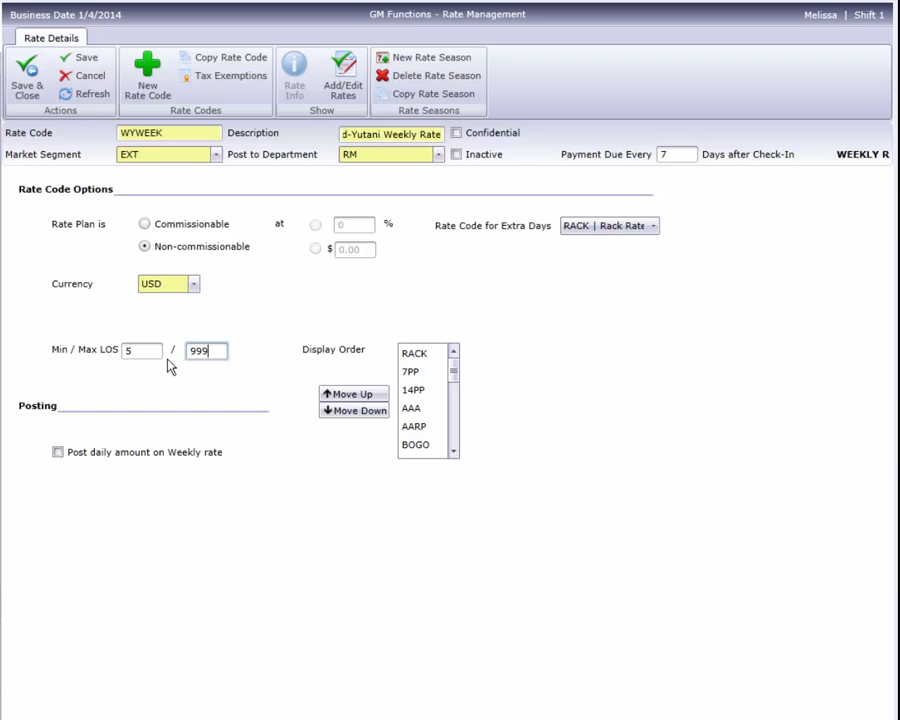 Business Date 1/4/2014 GM Functions - Rate Management Melissa | Shift 1
Rate Details
Save Copy Rate Code New Rate Season
Cancel Tax Exemptions Delete Rate Season
Save & Close New Rate Code Rate Info Add/Edit Rates
Refresh Copy Rate Season
Actions Rate Codes Show Rate Seasons
Rate Code WYWEEK Description d-Yutani Weekly Rate Confidential
Market Segment EXT Post to Department RM Inactive Payment Due Every 7 Days after Check-In WEEKLY R
Rate Code Options
Rate Plan is Commissionable at 0 % Rate Code for Extra Days RACK | Rack Rate
Non-commissionable $ 0.00
Currency USD
Min / Max LOS 5 / 999 Display Order RACK
7PP
Move Up 14PP
Posting Move Down AAA
AARP
BOGO
Post daily amount on Weekly rate